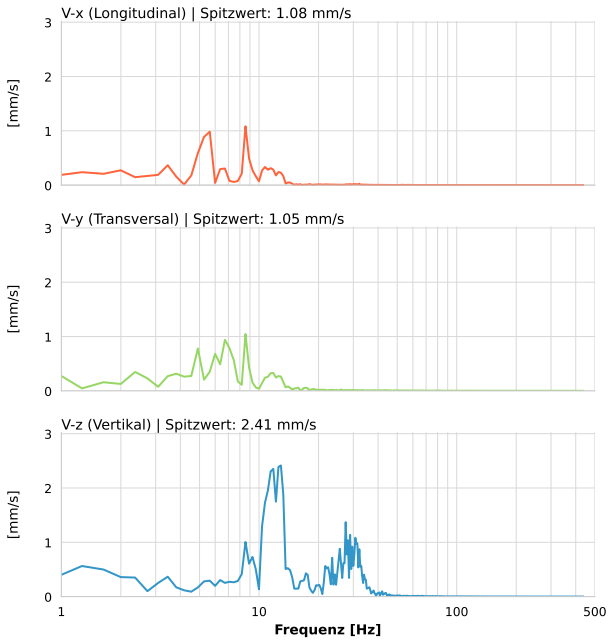 V-x (Longitudinal) | Spitzwert: 1.08 mm/s
3
2
1
0
[mm/s]
V-y (Transversal) | Spitzwert: 1.05 mm/s
3
2
1
0
[mm/s]
V-z (Vertikal) | Spitzwert: 2.41 mm/s
3
2
1
0
[mm/s]
1 10 100 500
Frequenz [Hz]